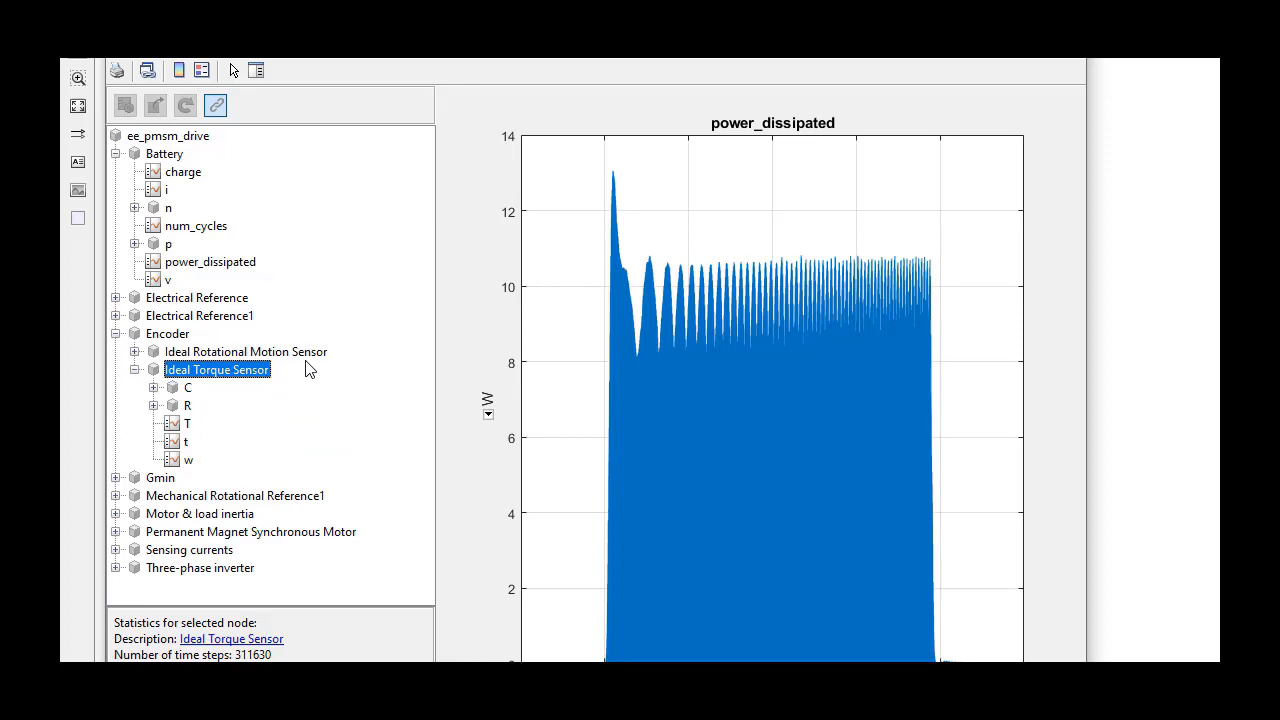 ee_pmsm_drive
Battery
charge
i
n
num_cycles
p
power_dissipated
v
Electrical Reference
Electrical Reference1
Encoder
Ideal Rotational Motion Sensor
Ideal Torque Sensor
C
R
T
t
w
Gmin
Mechanical Rotational Reference1
Motor & load inertia
Permanent Magnet Synchronous Motor
Sensing currents
Three-phase inverter
Statistics for selected node:
Description: Ideal Torque Sensor
Number of time steps: 311630
power_dissipated
14
12
10
8
W
6
4
2